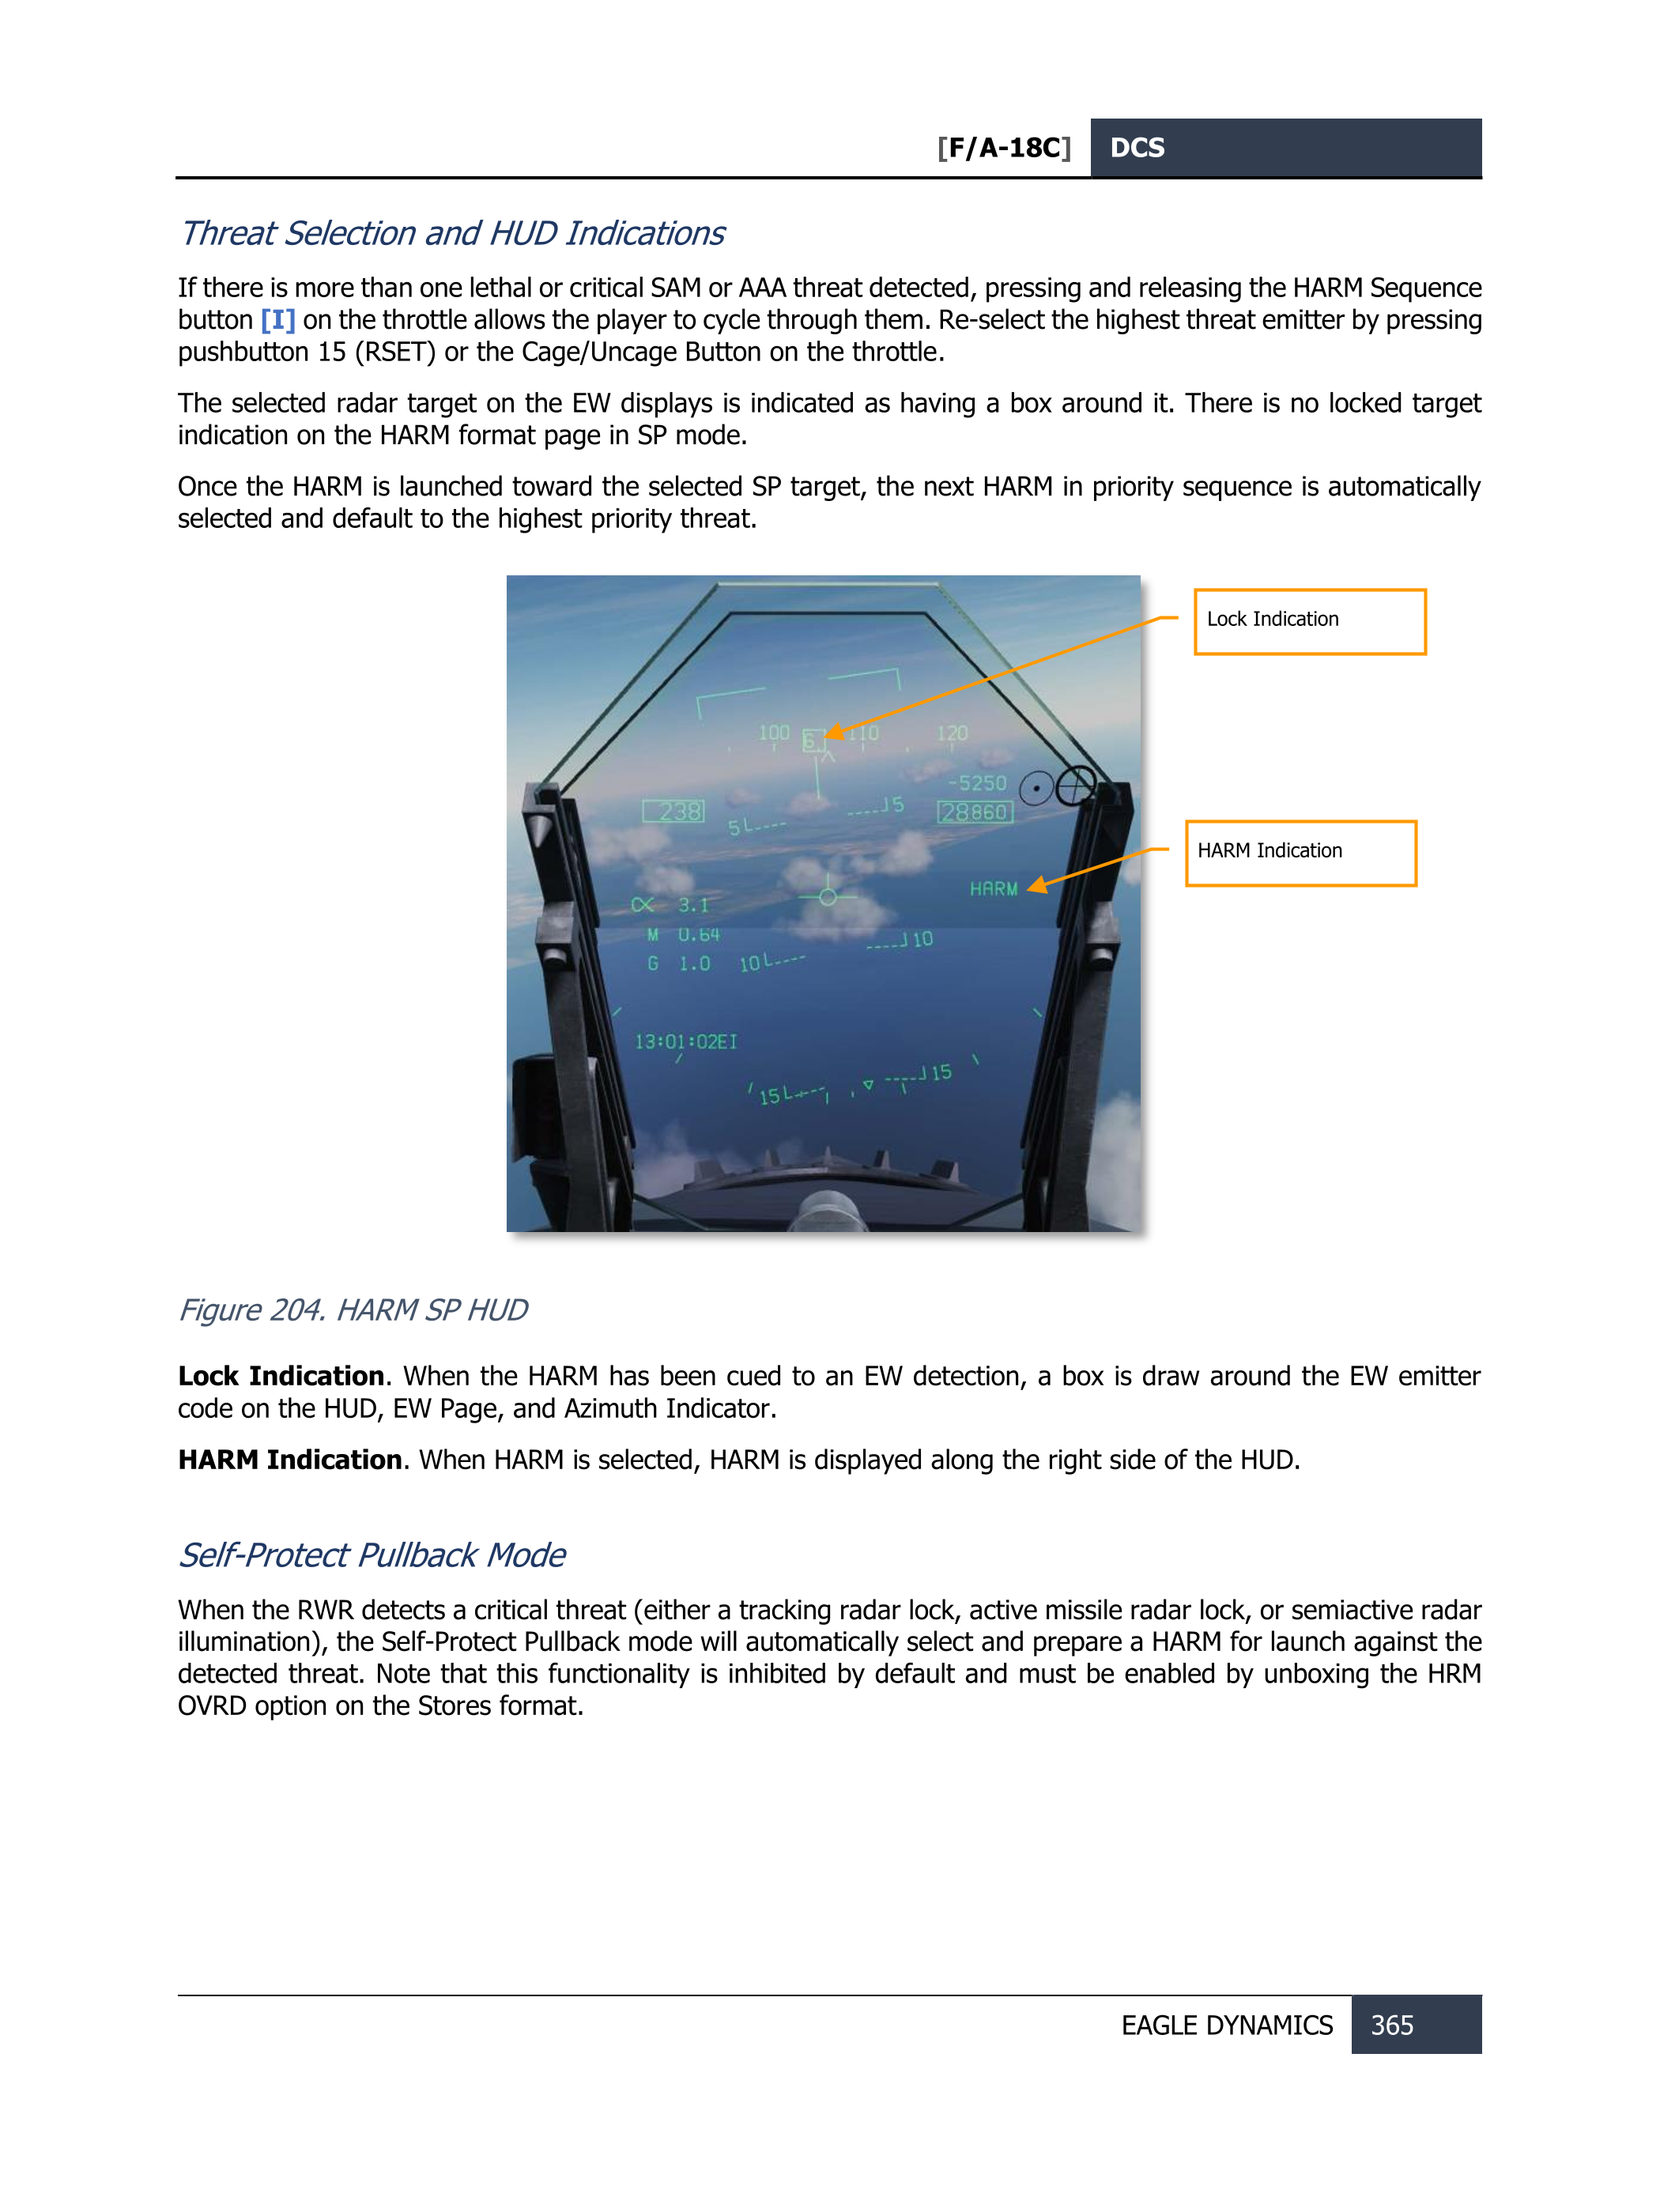 [F/A-18C] DCS
Threat Selection and HUD Indications
If there is more than one lethal or critical SAM or AAA threat detected, pressing and releasing the HARM Sequence
button [I] on the throttle allows the player to cycle through them. Re-select the highest threat emitter by pressing
pushbutton 15 (RSET) or the Cage/Uncage Button on the throttle.
The selected radar target on the EW displays is indicated as having a box around it. There is no locked target
indication on the HARM format page in SP mode.
Once the HARM is launched toward the selected SP target, the next HARM in priority sequence is automatically
selected and default to the highest priority threat.
Lock Indication
100 6 110 120
-5250
238 28860
5 5
HARM Indication
HARM
α 3.1
M 0.64
10
G 1.0 10
13:01:02EI
15 15
Figure 204. HARM SP HUD
Lock Indication. When the HARM has been cued to an EW detection, a box is draw around the EW emitter
code on the HUD, EW Page, and Azimuth Indicator.
HARM Indication. When HARM is selected, HARM is displayed along the right side of the HUD.
Self-Protect Pullback Mode
When the RWR detects a critical threat (either a tracking radar lock, active missile radar lock, or semiactive radar
illumination), the Self-Protect Pullback mode will automatically select and prepare a HARM for launch against the
detected threat. Note that this functionality is inhibited by default and must be enabled by unboxing the HRM
OVRD option on the Stores format.
EAGLE DYNAMICS 365